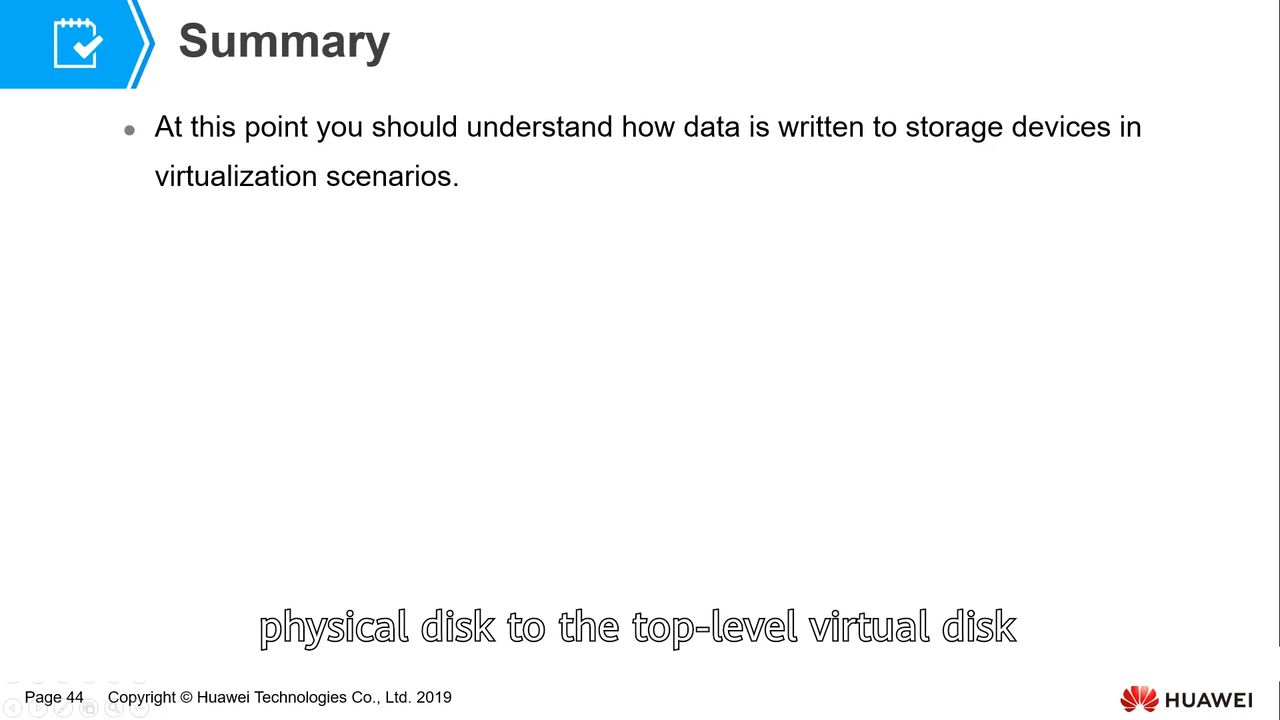 Summary
At this point you should understand how data is written to storage devices in
virtualization scenarios.
physical disk to the top-level virtual disk
Page 44 Copyright © Huawei Technologies Co., Ltd. 2019
HUAWEI